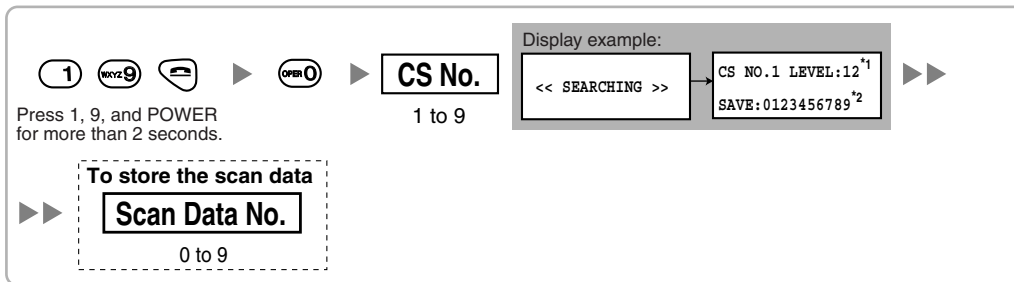 Display example:
1 WXYZ 9 OPER 0 CS No.
<< SEARCHING >>
CS NO.1 LEVEL:12*1
SAVE:0123456789*2
1 to 9
Press 1, 9, and POWER
for more than 2 seconds.
To store the scan data
Scan Data No.
0 to 9